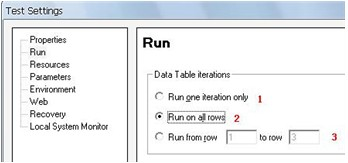 Test Settings
Properties
Run
Resources
Parameters
Environment
Web
Recovery
Local System Monitor
Run
Data Table iterations
Run one iteration only 1
Run on all rows 2
Run from row 1 to row 3 3